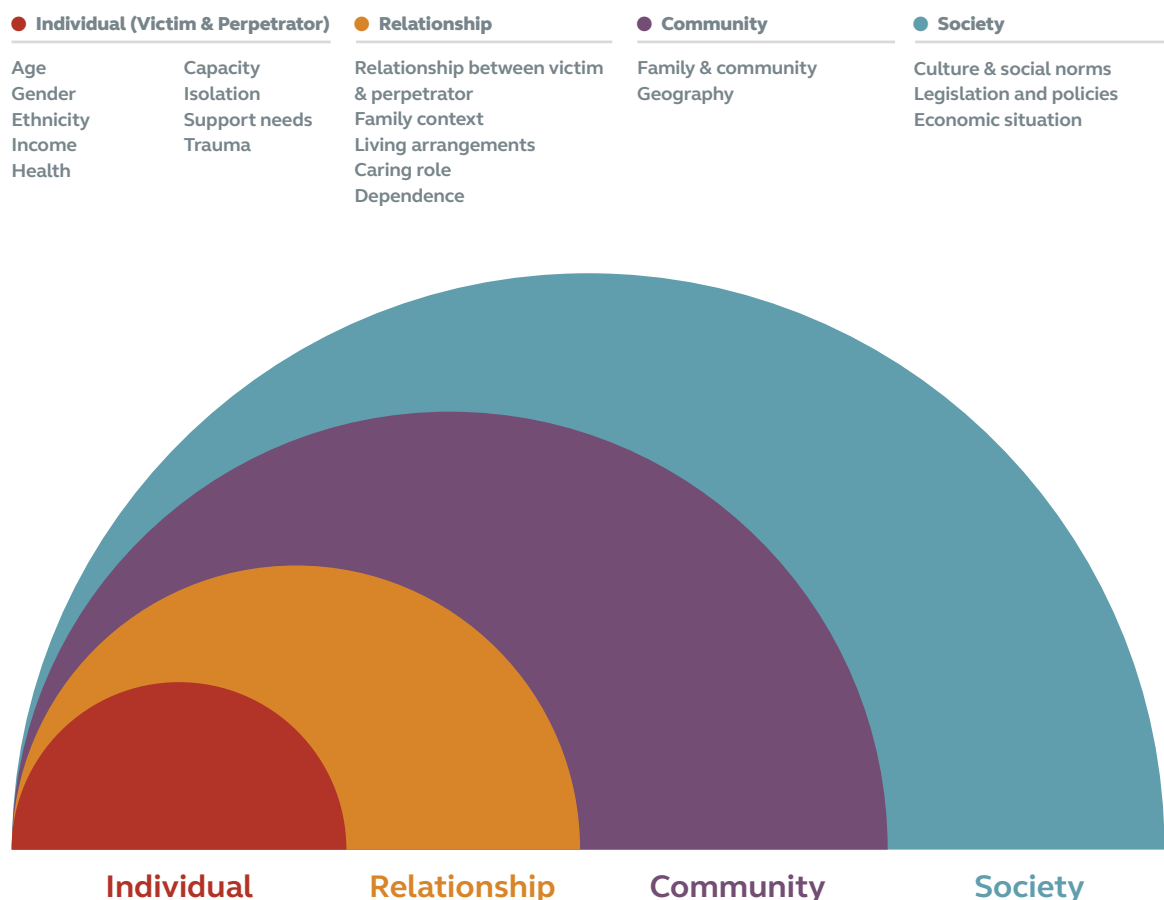 Individual (Victim & Perpetrator)
Age
Gender
Ethnicity
Income
Health
Capacity
Isolation
Support needs
Trauma
Relationship
Relationship between victim
& perpetrator
Family context
Living arrangements
Caring role
Dependence
Community
Family & community
Geography
Society
Culture & social norms
Legislation and policies
Economic situation
Individual
Relationship
Community
Society